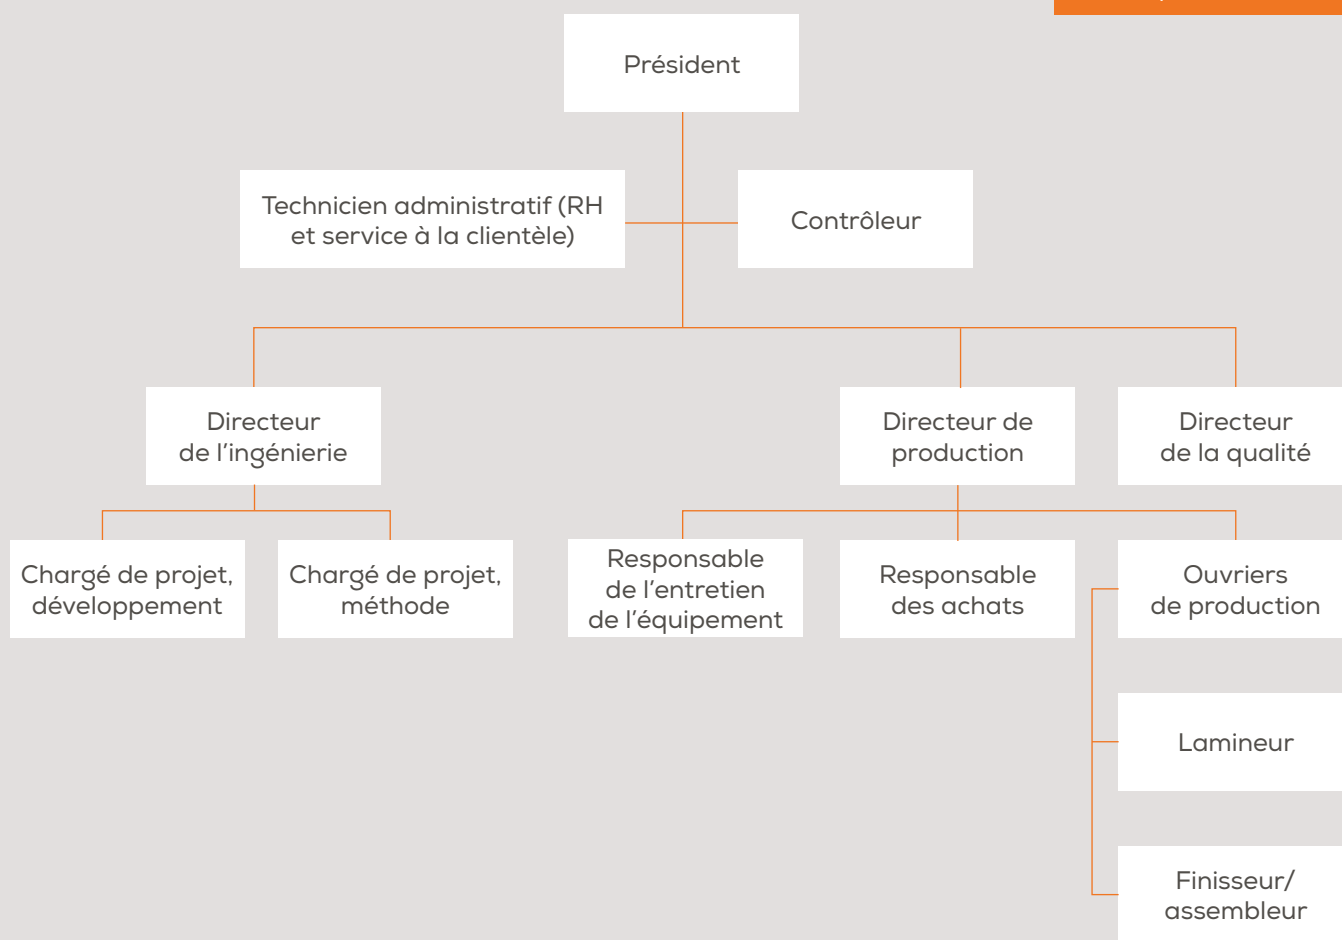 Président
Technicien administratif (RH
et service à la clientèle)
Contrôleur
Directeur
de l'ingénierie
Directeur de
production
Directeur
de la qualité
Chargé de projet,
développement
Chargé de projet,
méthode
Responsable
de l'entretien
de l'équipement
Responsable
des achats
Ouvriers
de production
Lamineur
Finisseur/
assembleur